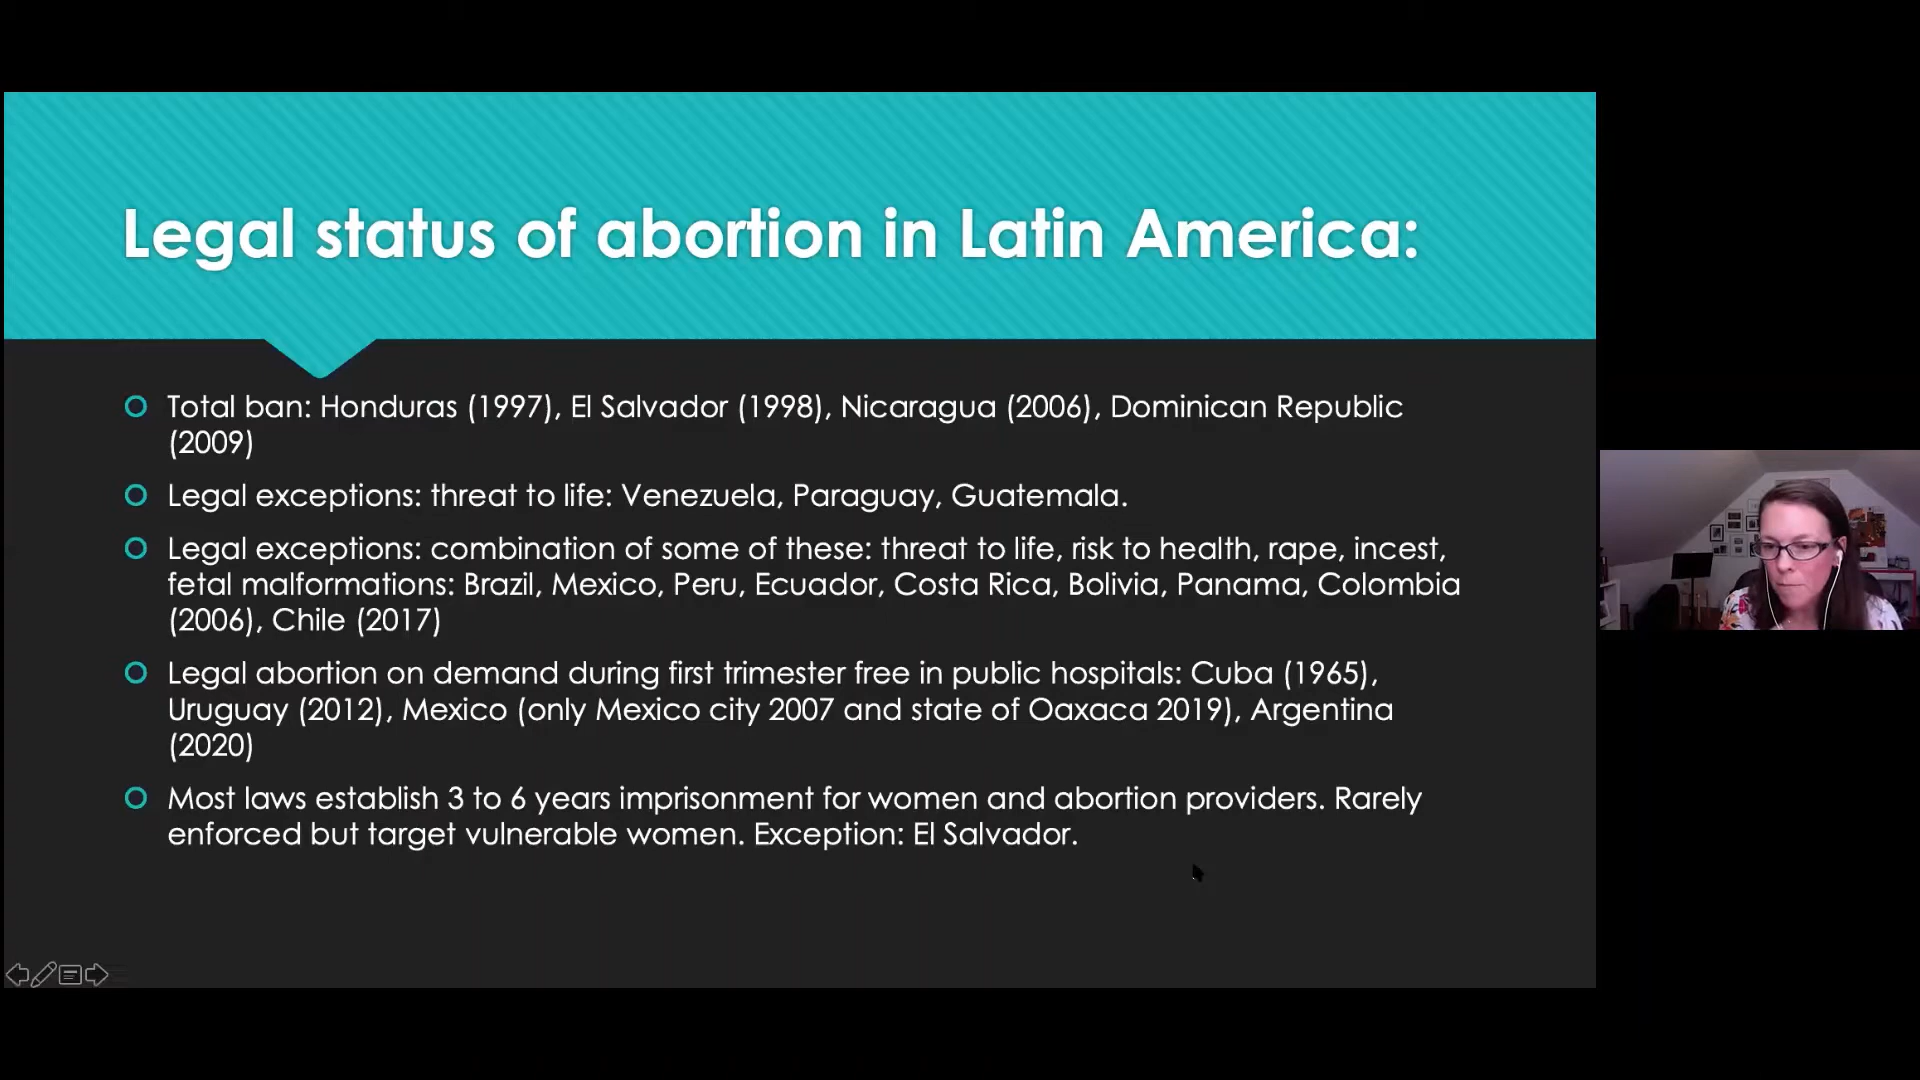 Legal status of abortion in Latin America:
Total ban: Honduras (1997), El Salvador (1998), Nicaragua (2006), Dominican Republic
(2009)
Legal exceptions: threat to life: Venezuela, Paraguay, Guatemala.
Legal exceptions: combination of some of these: threat to life, risk to health, rape, incest,
fetal malformations: Brazil, Mexico, Peru, Ecuador, Costa Rica, Bolivia, Panama, Colombia
(2006), Chile (2017)
Legal abortion on demand during first trimester free in public hospitals: Cuba (1965),
Uruguay (2012), Mexico (only Mexico city 2007 and state of Oaxaca 2019), Argentina
(2020)
Most laws establish 3 to 6 years imprisonment for women and abortion providers. Rarely
enforced but target vulnerable women. Exception: El Salvador.